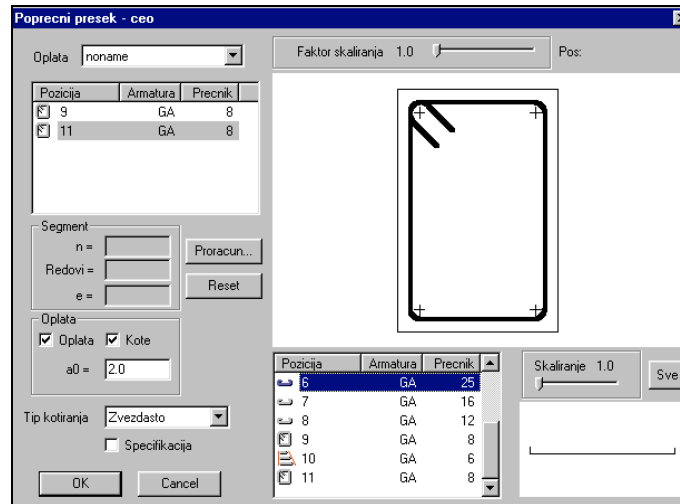 Poprecni presek - ceo
Oplata noname
Faktor skaliranja 1.0 Pos:
Pozicija Armatura Precnik
9 GA 8
11 GA 8
Segment
n =
Redovi =
e =
Proracun...
Reset
Oplata
Oplata Kote
a0 = 2.0
Tip kotiranja Zvezdasto
Specifikacija
OK Cancel
Pozicija Armatura Precnik
6 GA 25
7 GA 16
8 GA 12
9 GA 8
10 GA 6
11 GA 8
Skaliranje 1.0
Sve